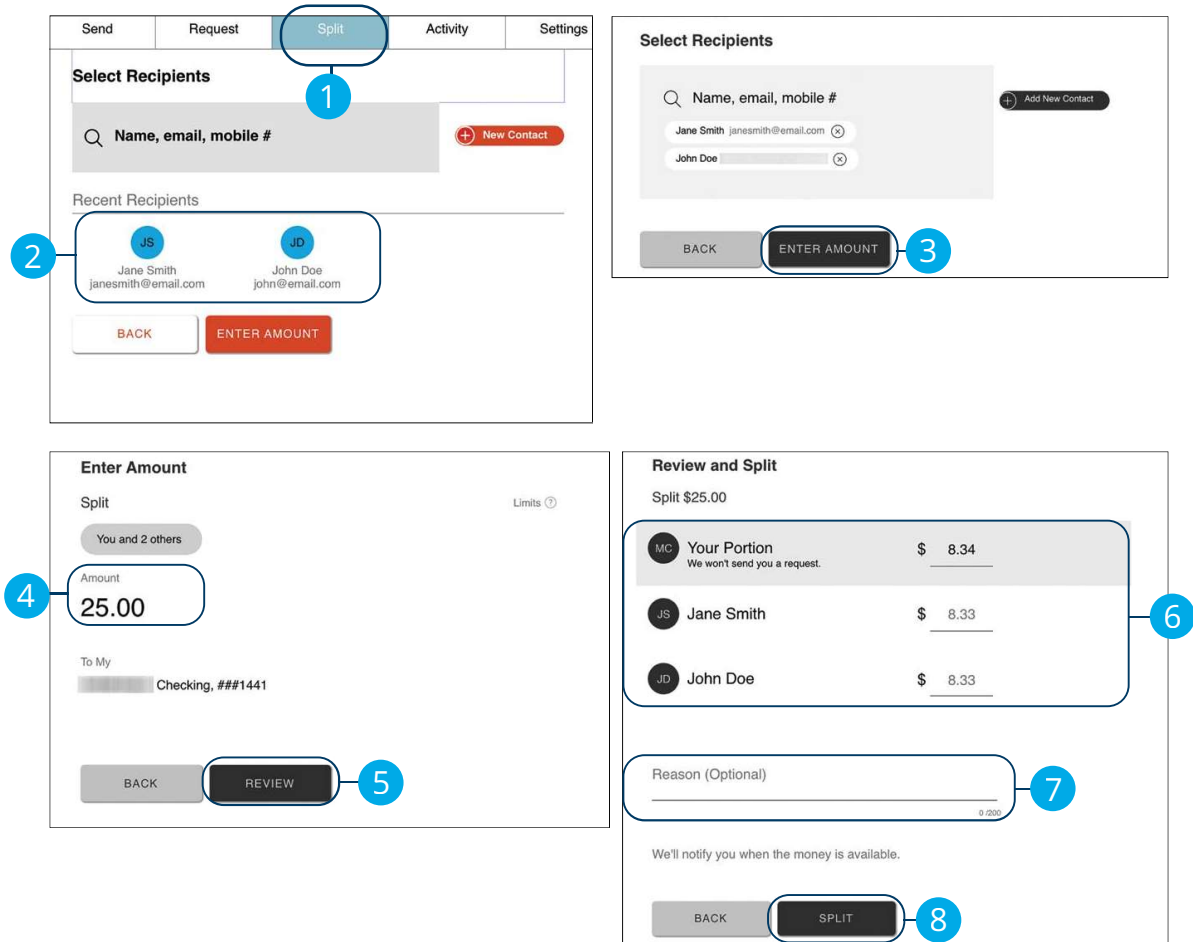 Send Request Split Activity Settings
1
Select Recipients
Name, email, mobile #
New Contact
Recent Recipients
2
JS JD
Jane Smith John Doe
janesmith@email.com john@email.com
BACK ENTER AMOUNT
Select Recipients
Name, email, mobile #
Add New Contact
Jane Smith janesmith@email.com
John Doe
BACK ENTER AMOUNT
3
Enter Amount
Split Limits ?
You and 2 others
4
Amount
25.00
To My
Checking, ###1441
BACK REVIEW
5
Review and Split
Split $25.00
MC Your Portion $ 8.34
We won't send you a request.
JS Jane Smith $ 8.33
6
JD John Doe $ 8.33
Reason (Optional)
7
0 /200
We'll notify you when the money is available.
BACK SPLIT
8